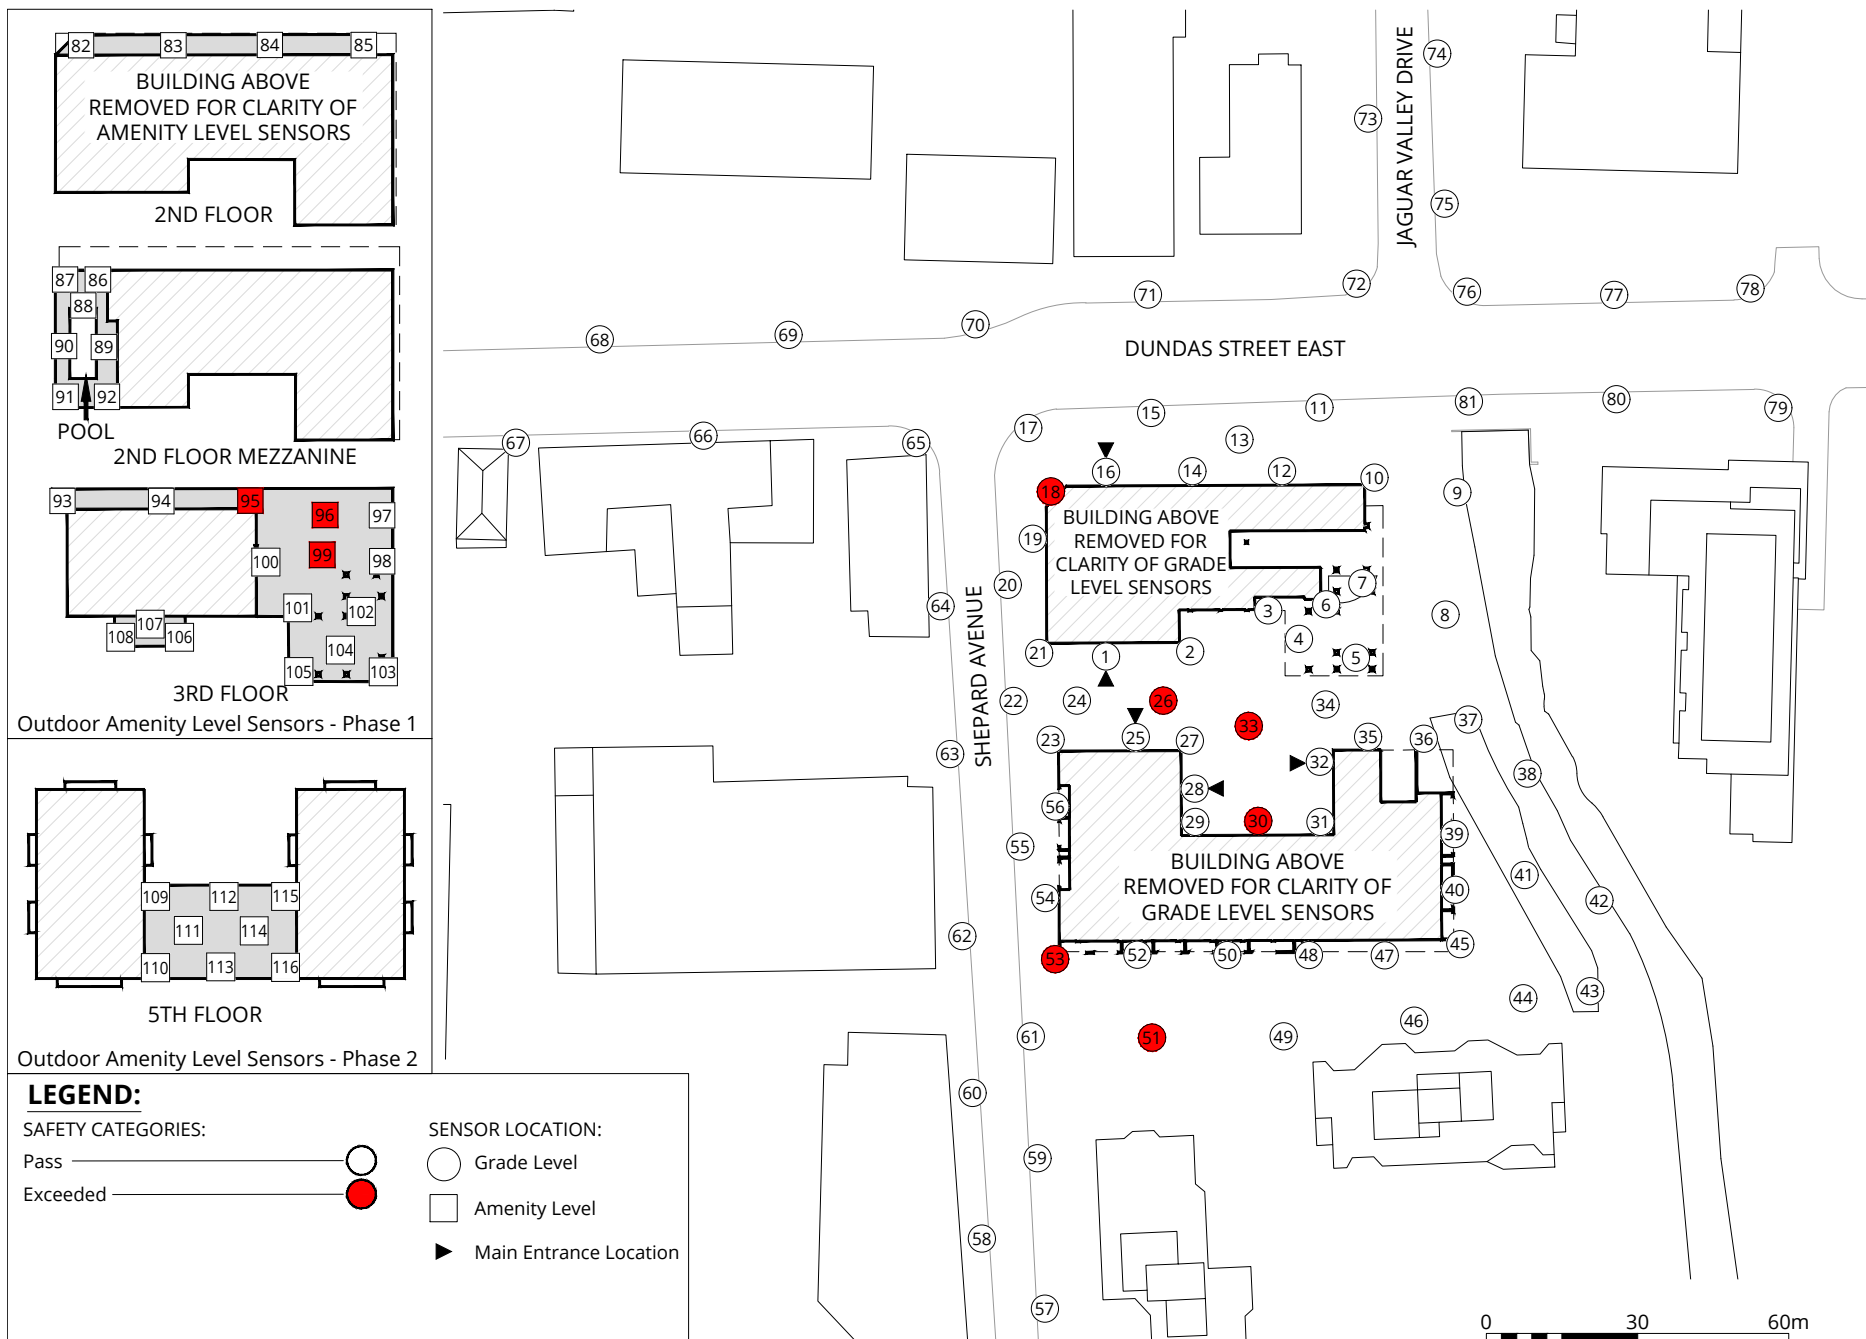 82 83 84 85
BUILDING ABOVE
REMOVED FOR CLARITY OF
AMENITY LEVEL SENSORS
2ND FLOOR
87 86
88
90 89
91 92
POOL
2ND FLOOR MEZZANINE
93 94 95 96 97
100 99 98
101 102
108 107 106 104
105 103
3RD FLOOR
Outdoor Amenity Level Sensors - Phase 1
109 112 115
111 114
110 113 116
5TH FLOOR
Outdoor Amenity Level Sensors - Phase 2
LEGEND:
SAFETY CATEGORIES:
Pass
Exceeded
SENSOR LOCATION:
Grade Level
Amenity Level
Main Entrance Location
JAGUAR VALLEY DRIVE
74
73
75
72 76 77 78
71
70
69
68
DUNDAS STREET EAST
67 66 65
17 15 11 81 80 79
13
16 14 12 10
18 9
BUILDING ABOVE
REMOVED FOR
CLARITY OF GRADE
LEVEL SENSORS
19
20
7
6
3
8
4
5
64
SHEPARD AVENUE
21 1 2
22 24 26 34
33 37
23 25 27 35 36
63 32 38
28
56 29 30 31 39
55
BUILDING ABOVE
REMOVED FOR CLARITY OF
GRADE LEVEL SENSORS
41
40
54 42
62 45
53 52 50 48 47
44 43
46
61 51 49
60
59
58
57
0 30 60m